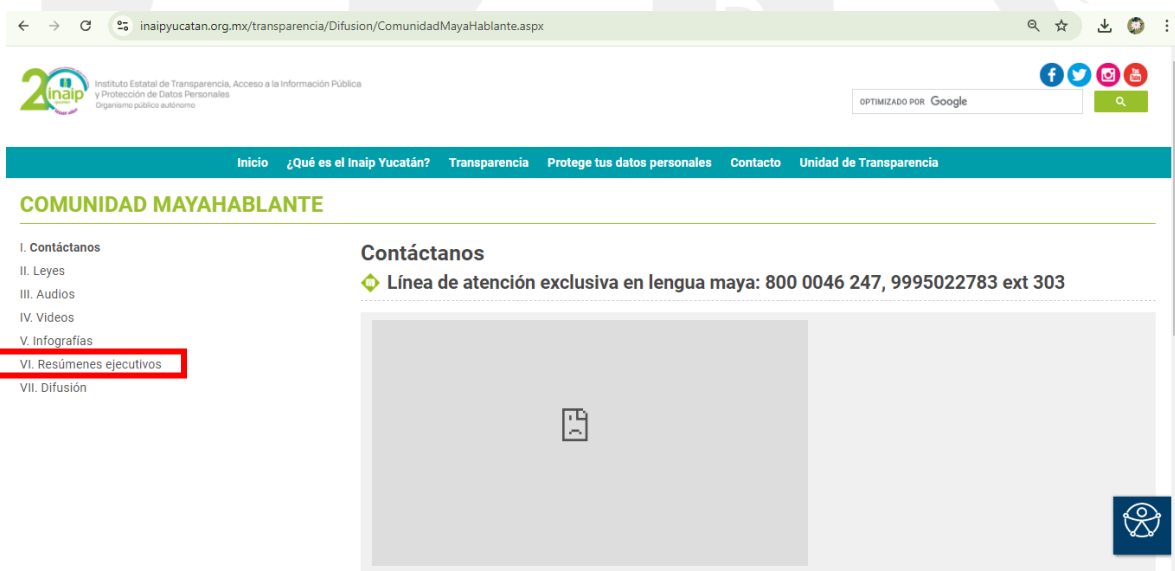 inaipyucatan.org.mx/transparencia/Difusion/ComunidadMayaHablante.aspx
20 inaip
Instituto Estatal de Transparencia, Acceso a la Información Pública
y Protección de Datos Personales
Organismo público autónomo
OPTIMIZADO POR Google
Inicio ¿Qué es el Inaip Yucatán? Transparencia Protege tus datos personales Contacto Unidad de Transparencia
COMUNIDAD MAYAHABLANTE
I. Contáctanos
II. Leyes
III. Audios
IV. Videos
V. Infografías
VI. Resúmenes ejecutivos
VII. Difusión
Contáctanos
Línea de atención exclusiva en lengua maya: 800 0046 247, 9995022783 ext 303